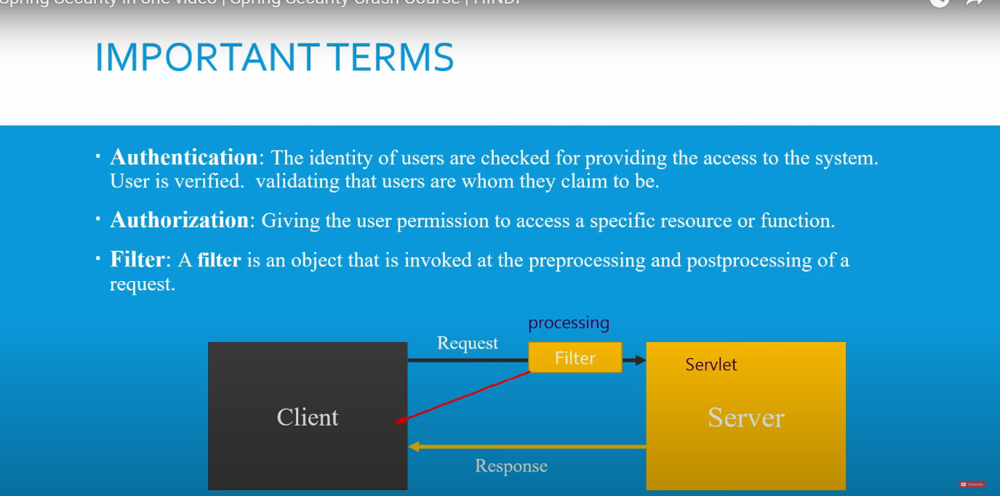 Spring Security in one video | Spring Security Crash Course | HINDI
IMPORTANT TERMS
▪ Authentication: The identity of users are checked for providing the access to the system.
User is verified.  validating that users are whom they claim to be.
▪ Authorization: Giving the user permission to access a specific resource or function.
▪ Filter: A filter is an object that is invoked at the preprocessing and postprocessing of a
request.
processing
Request
Filter
Servlet
Client
Server
Response
Subscribe